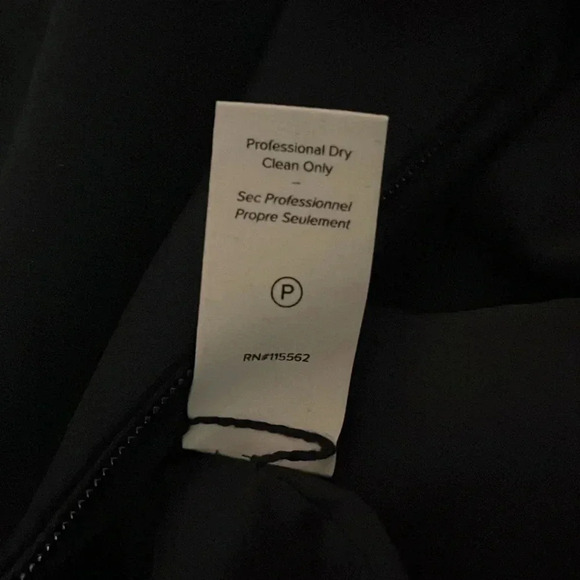 Professional Dry
Clean Only
–
Sec Professionnel
Propre Seulement
P
RN#115562